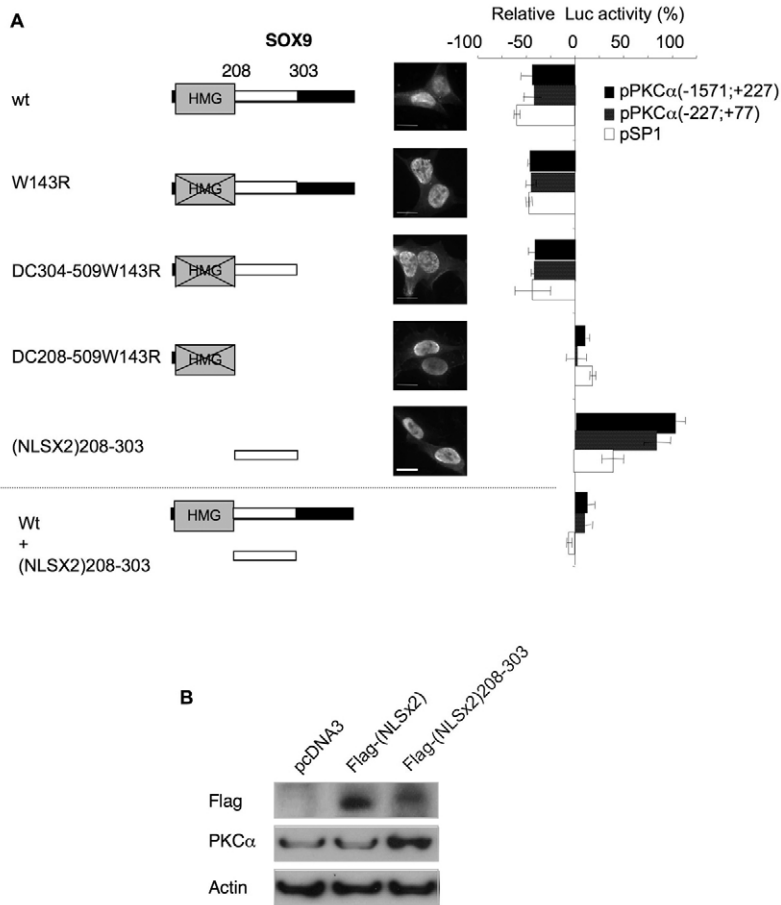 A
Relative Luc activity (%)
SOX9
-100 -50 0 50 100
208 303
wt
HMG
pPKCα(-1571;+227)
pPKCα(-227;+77)
pSP1
W143R
HMG
DC304-509W143R
HMG
DC208-509W143R
HMG
(NLSX2)208-303
Wt
HMG
+
(NLSX2)208-303
B
pcDNA3
Flag-(NLSx2)
Flag-(NLSx2)208-303
Flag
PKCα
Actin